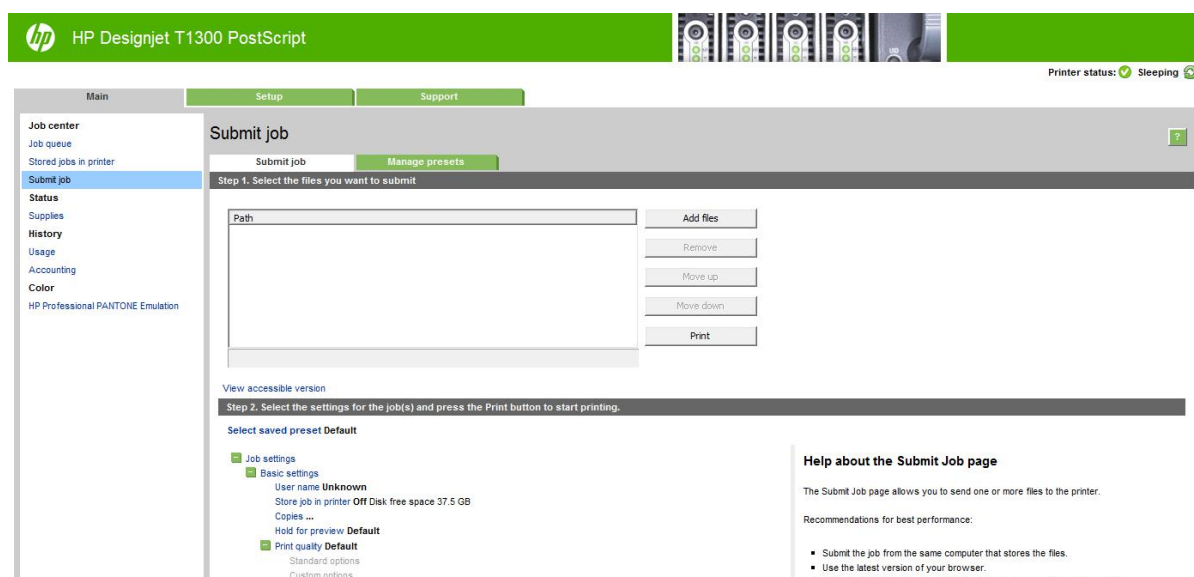 hp HP Designjet T1300 PostScript
UID
Printer status: Sleeping
Main Setup Support
Job center
Job queue
Stored jobs in printer
Submit job
Status
Supplies
History
Usage
Accounting
Color
HP Professional PANTONE Emulation
Submit job
?
Submit job Manage presets
Step 1. Select the files you want to submit
Path
Add files
Remove
Move up
Move down
Print
View accessible version
Step 2. Select the settings for the job(s) and press the Print button to start printing.
Select saved preset Default
Job settings
Basic settings
User name Unknown
Store job in printer Off Disk free space 37.5 GB
Copies ...
Hold for preview Default
Print quality Default
Standard options
Custom options
Help about the Submit Job page
The Submit Job page allows you to send one or more files to the printer.
Recommendations for best performance:
▪ Submit the job from the same computer that stores the files.
▪ Use the latest version of your browser.